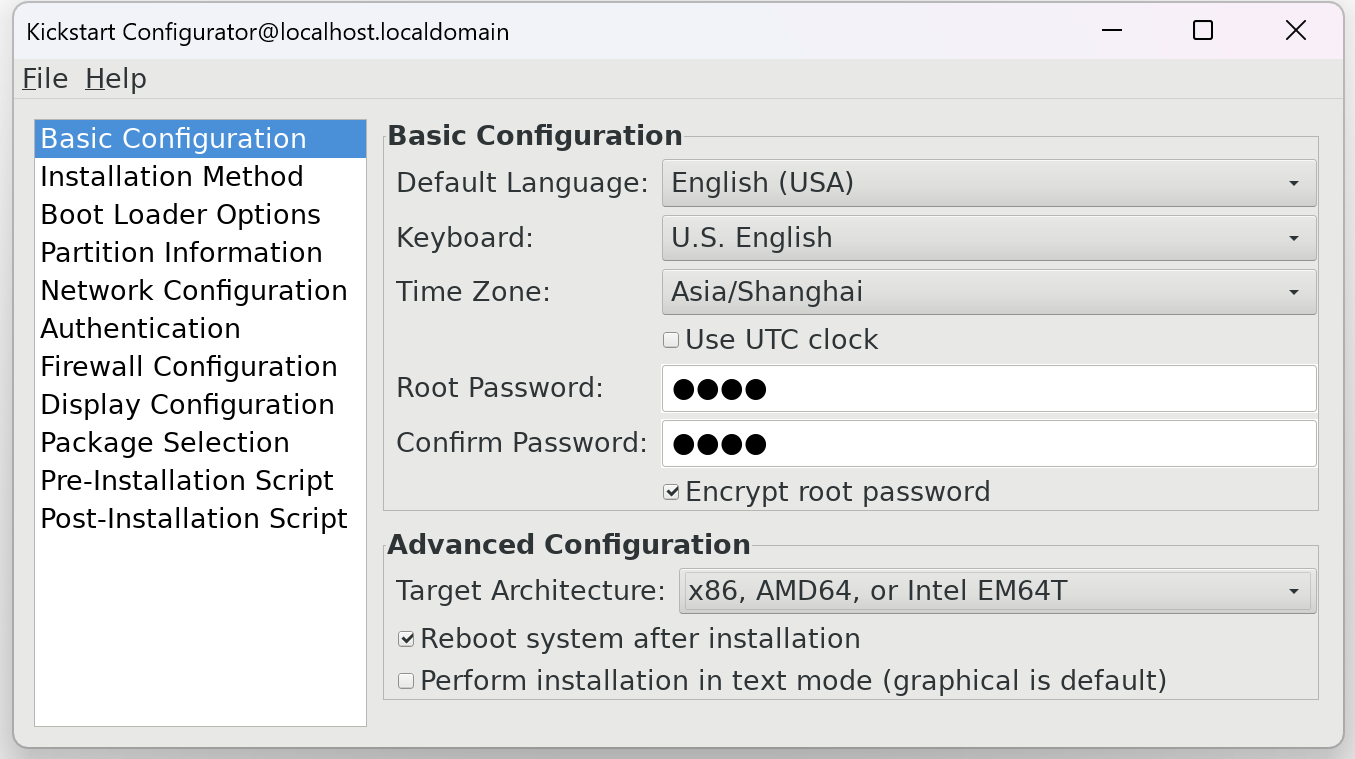 Kickstart Configurator@localhost.localdomain
File Help
Basic Configuration
Installation Method
Boot Loader Options
Partition Information
Network Configuration
Authentication
Firewall Configuration
Display Configuration
Package Selection
Pre-Installation Script
Post-Installation Script
Basic Configuration
Default Language: English (USA)
Keyboard: U.S. English
Time Zone: Asia/Shanghai
Use UTC clock
Root Password: ●●●●
Confirm Password: ●●●●
Encrypt root password
Advanced Configuration
Target Architecture: x86, AMD64, or Intel EM64T
Reboot system after installation
Perform installation in text mode (graphical is default)